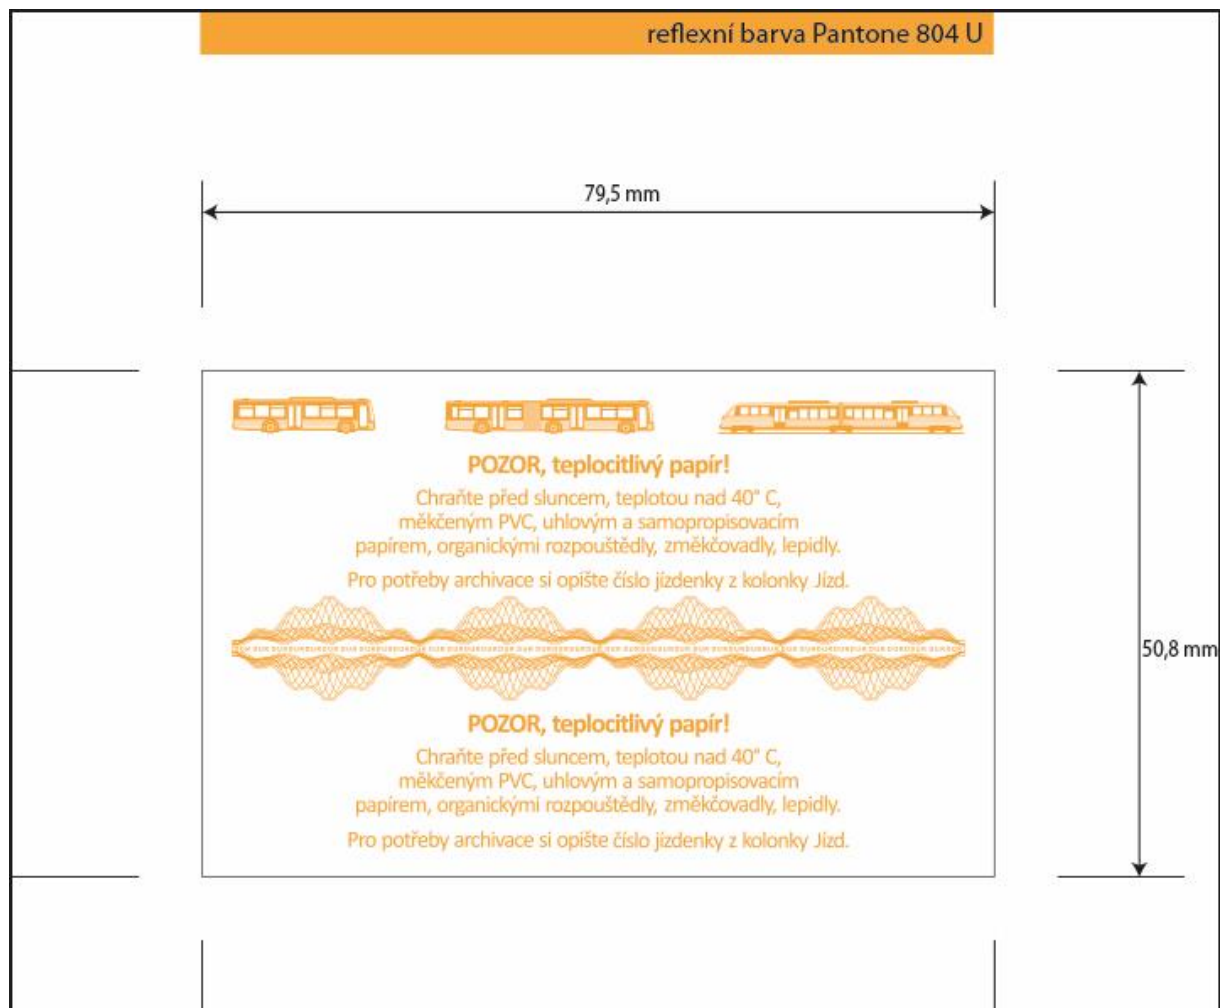 reflexní barva Pantone 804 U
79,5 mm
POZOR, teplocitlivý papír!
Chraňte před sluncem, teplotou nad 40° C,
měkčeným PVC, uhlovým a samopropisovacím
papírem, organickými rozpouštědly, změkčovadly, lepidly.
Pro potřeby archivace si opište číslo jízdenky z kolonky Jízd.
50,8 mm
POZOR, teplocitlivý papír!
Chraňte před sluncem, teplotou nad 40° C,
měkčeným PVC, uhlovým a samopropisovacím
papírem, organickými rozpouštědly, změkčovadly, lepidly.
Pro potřeby archivace si opište číslo jízdenky z kolonky Jízd.